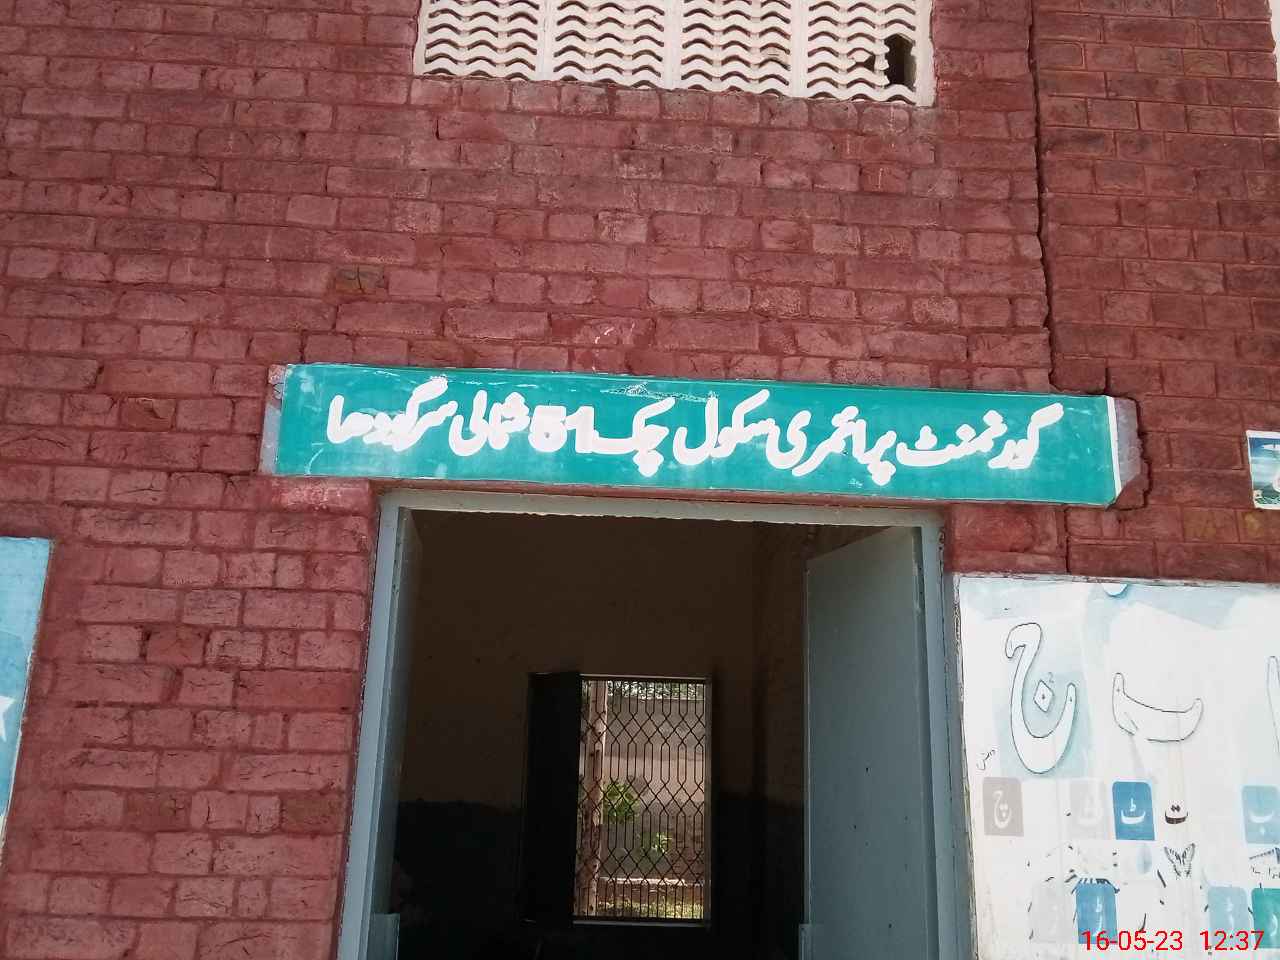 گورنمنٹ پرائمری سکول چک 51 شمالی سرگودھا
ب ج
ب ت ٹ چ
16-05-23 12:37